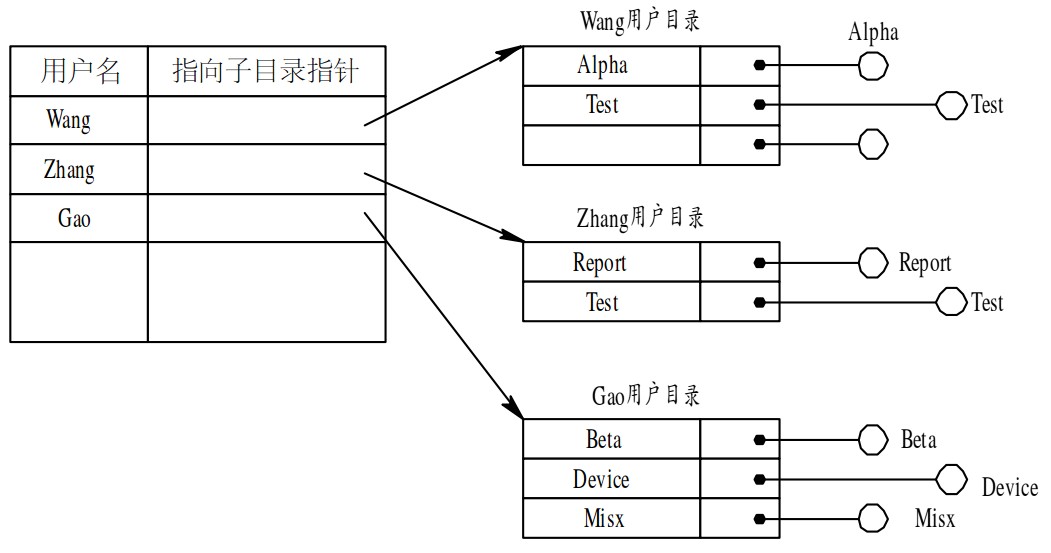 用户名 指向子目录指针
Wang
Zhang
Gao
Wang用户目录
Alpha
Alpha
Test
Test
Zhang用户目录
Report
Report
Test
Test
Gao用户目录
Beta
Beta
Device
Device
Misx
Misx